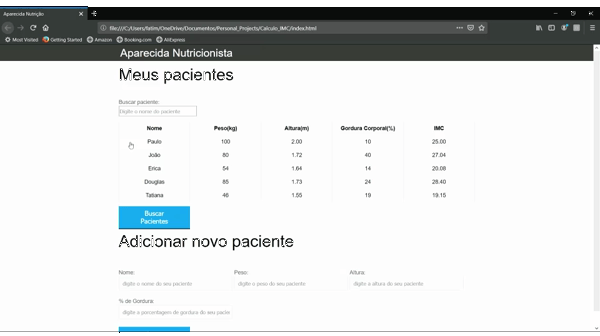 Aparecida Nutrição
file:///C:/Users/fatim/OneDrive/Documentos/Personal_Projects/Calculo_IMC/index.html
Most Visited Getting Started Amazon Booking.com AliExpress
Aparecida Nutricionista
Meus pacientes
Buscar paciente:
Digite o nome do paciente
Nome Peso(kg) Altura(m) Gordura Corporal(%) IMC
Paulo 100 2.00 10 25.00
João 80 1.72 40 27.04
Erica 54 1.64 14 20.08
Douglas 85 1.73 24 28.40
Tatiana 46 1.55 19 19.15
Buscar
Pacientes
Adicionar novo paciente
Nome: Peso: Altura:
digite o nome do seu paciente digite o peso do seu paciente digite a altura do seu paciente
% de Gordura:
digite a porcentagem de gordura do seu paciente